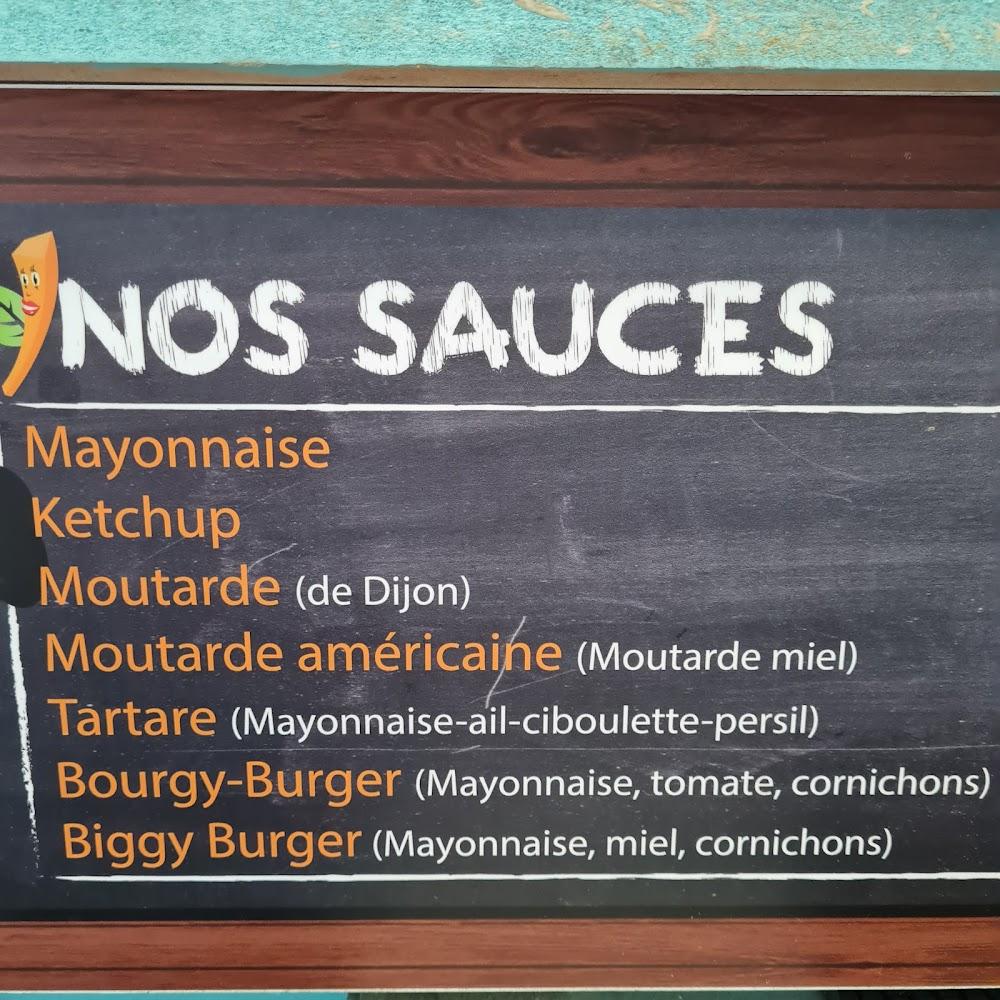 NOS SAUCES
Mayonnaise
Ketchup
Moutarde (de Dijon)
Moutarde américaine (Moutarde miel)
Tartare (Mayonnaise-ail-ciboulette-persil)
Bourgy-Burger (Mayonnaise, tomate, cornichons)
Biggy Burger (Mayonnaise, miel, cornichons)